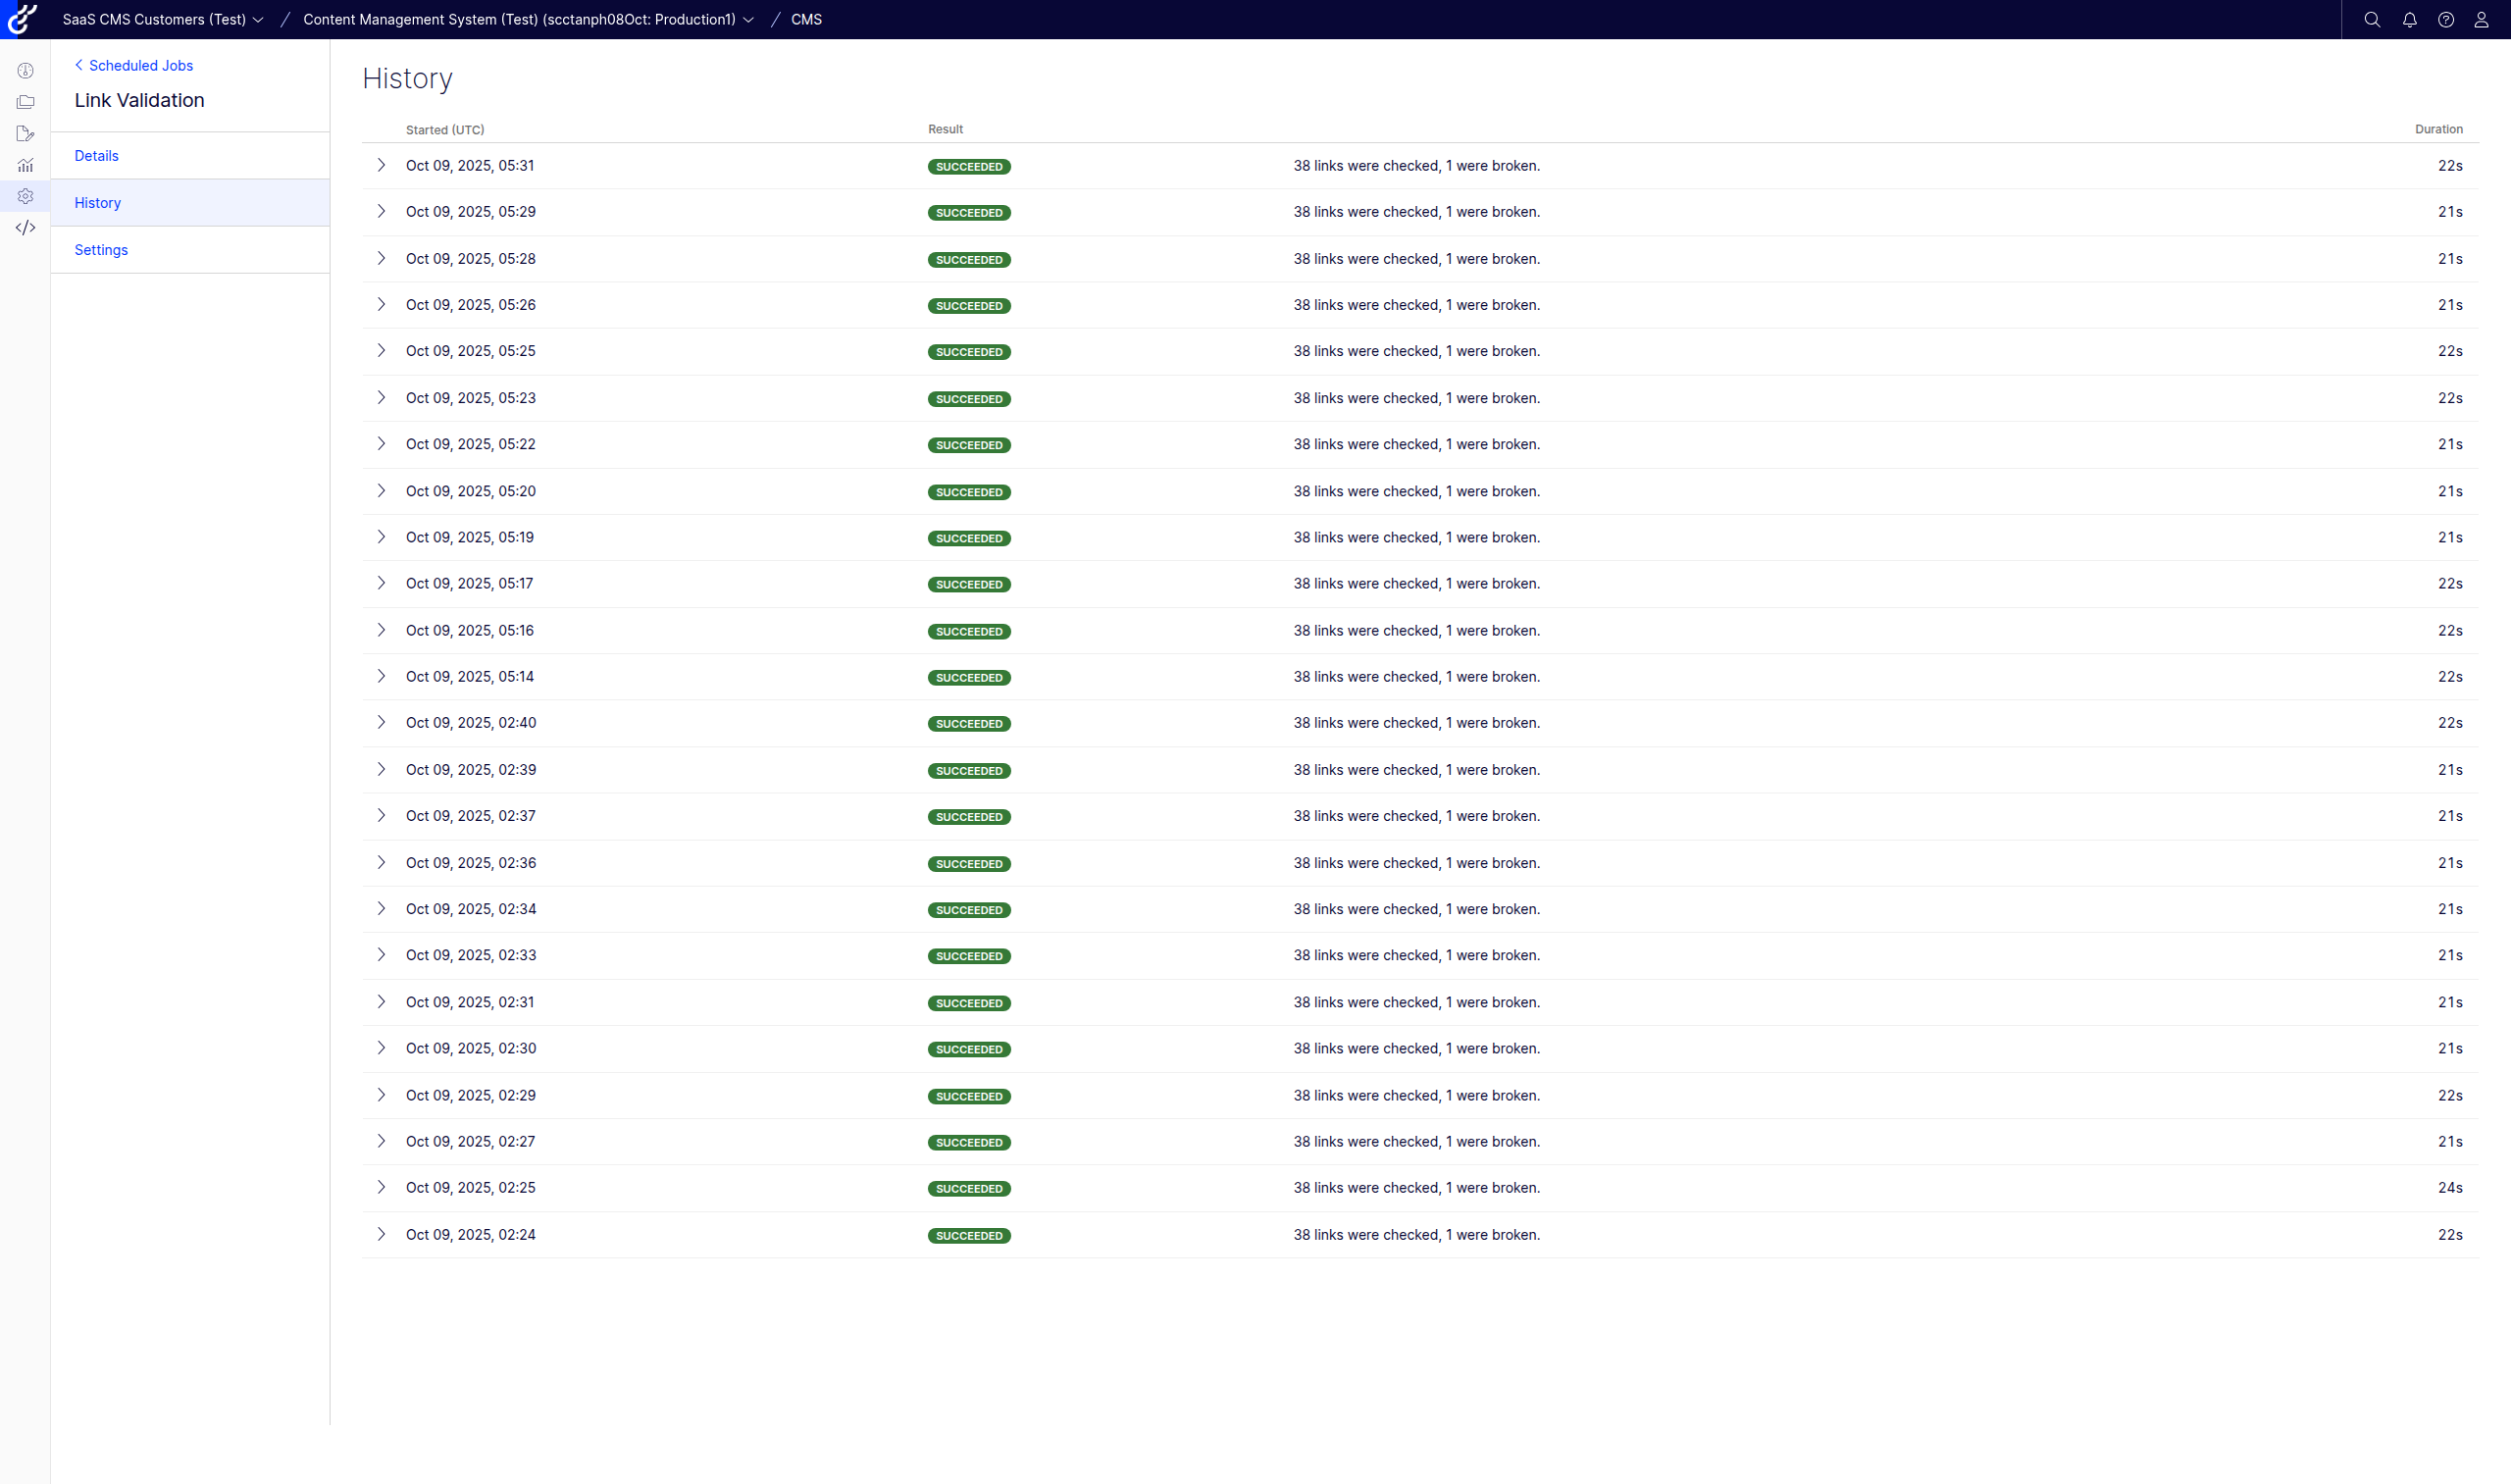 SaaS CMS Customers (Test) / Content Management System (Test) (scctanph08Oct: Production1) / CMS
Scheduled Jobs
Link Validation
Details
History
Settings
History
Started (UTC) Result Duration
Oct 09, 2025, 05:31 SUCCEEDED 38 links were checked, 1 were broken. 22s
Oct 09, 2025, 05:29 SUCCEEDED 38 links were checked, 1 were broken. 21s
Oct 09, 2025, 05:28 SUCCEEDED 38 links were checked, 1 were broken. 21s
Oct 09, 2025, 05:26 SUCCEEDED 38 links were checked, 1 were broken. 21s
Oct 09, 2025, 05:25 SUCCEEDED 38 links were checked, 1 were broken. 22s
Oct 09, 2025, 05:23 SUCCEEDED 38 links were checked, 1 were broken. 22s
Oct 09, 2025, 05:22 SUCCEEDED 38 links were checked, 1 were broken. 21s
Oct 09, 2025, 05:20 SUCCEEDED 38 links were checked, 1 were broken. 21s
Oct 09, 2025, 05:19 SUCCEEDED 38 links were checked, 1 were broken. 21s
Oct 09, 2025, 05:17 SUCCEEDED 38 links were checked, 1 were broken. 22s
Oct 09, 2025, 05:16 SUCCEEDED 38 links were checked, 1 were broken. 22s
Oct 09, 2025, 05:14 SUCCEEDED 38 links were checked, 1 were broken. 22s
Oct 09, 2025, 02:40 SUCCEEDED 38 links were checked, 1 were broken. 22s
Oct 09, 2025, 02:39 SUCCEEDED 38 links were checked, 1 were broken. 21s
Oct 09, 2025, 02:37 SUCCEEDED 38 links were checked, 1 were broken. 21s
Oct 09, 2025, 02:36 SUCCEEDED 38 links were checked, 1 were broken. 21s
Oct 09, 2025, 02:34 SUCCEEDED 38 links were checked, 1 were broken. 21s
Oct 09, 2025, 02:33 SUCCEEDED 38 links were checked, 1 were broken. 21s
Oct 09, 2025, 02:31 SUCCEEDED 38 links were checked, 1 were broken. 21s
Oct 09, 2025, 02:30 SUCCEEDED 38 links were checked, 1 were broken. 21s
Oct 09, 2025, 02:29 SUCCEEDED 38 links were checked, 1 were broken. 22s
Oct 09, 2025, 02:27 SUCCEEDED 38 links were checked, 1 were broken. 21s
Oct 09, 2025, 02:25 SUCCEEDED 38 links were checked, 1 were broken. 24s
Oct 09, 2025, 02:24 SUCCEEDED 38 links were checked, 1 were broken. 22s